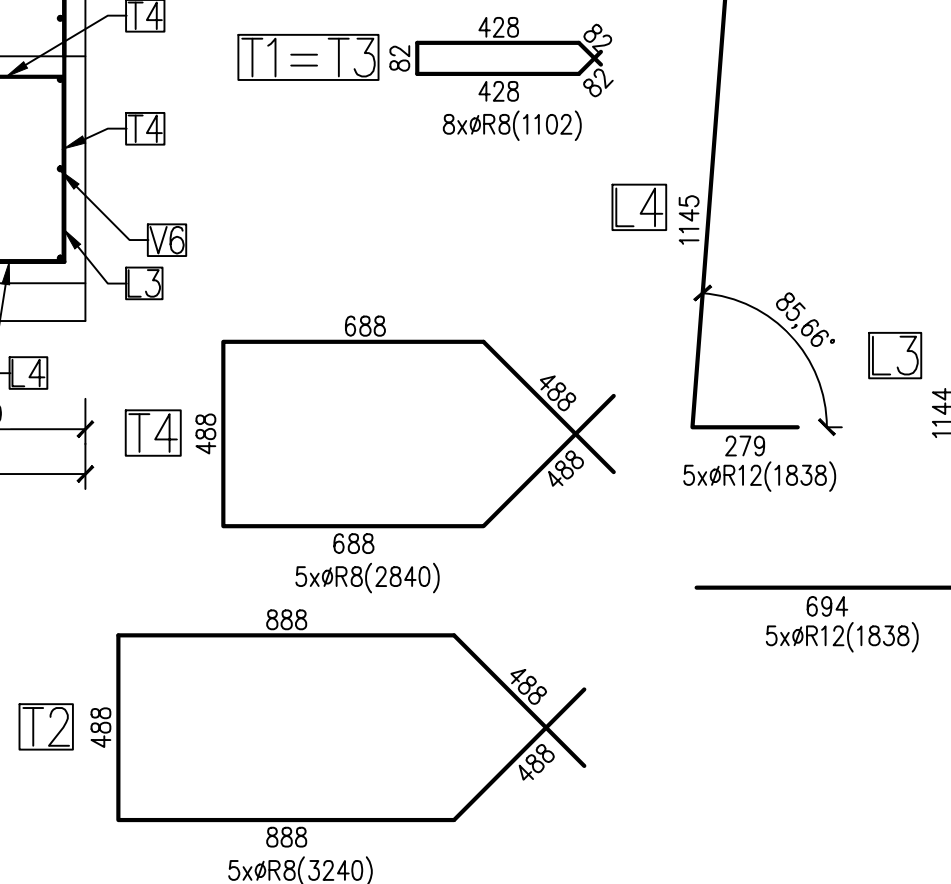 T4
T1=T3
428
82
82
82
428
8xøR8(1102)
T4
V6
L3
L4
1145
85,66°
L3
1144
L4
688
488
488
T4
488
688
5xøR8(2840)
279
5xøR12(1838)
694
5xøR12(1838)
888
488
T2
488
488
888
5xøR8(3240)